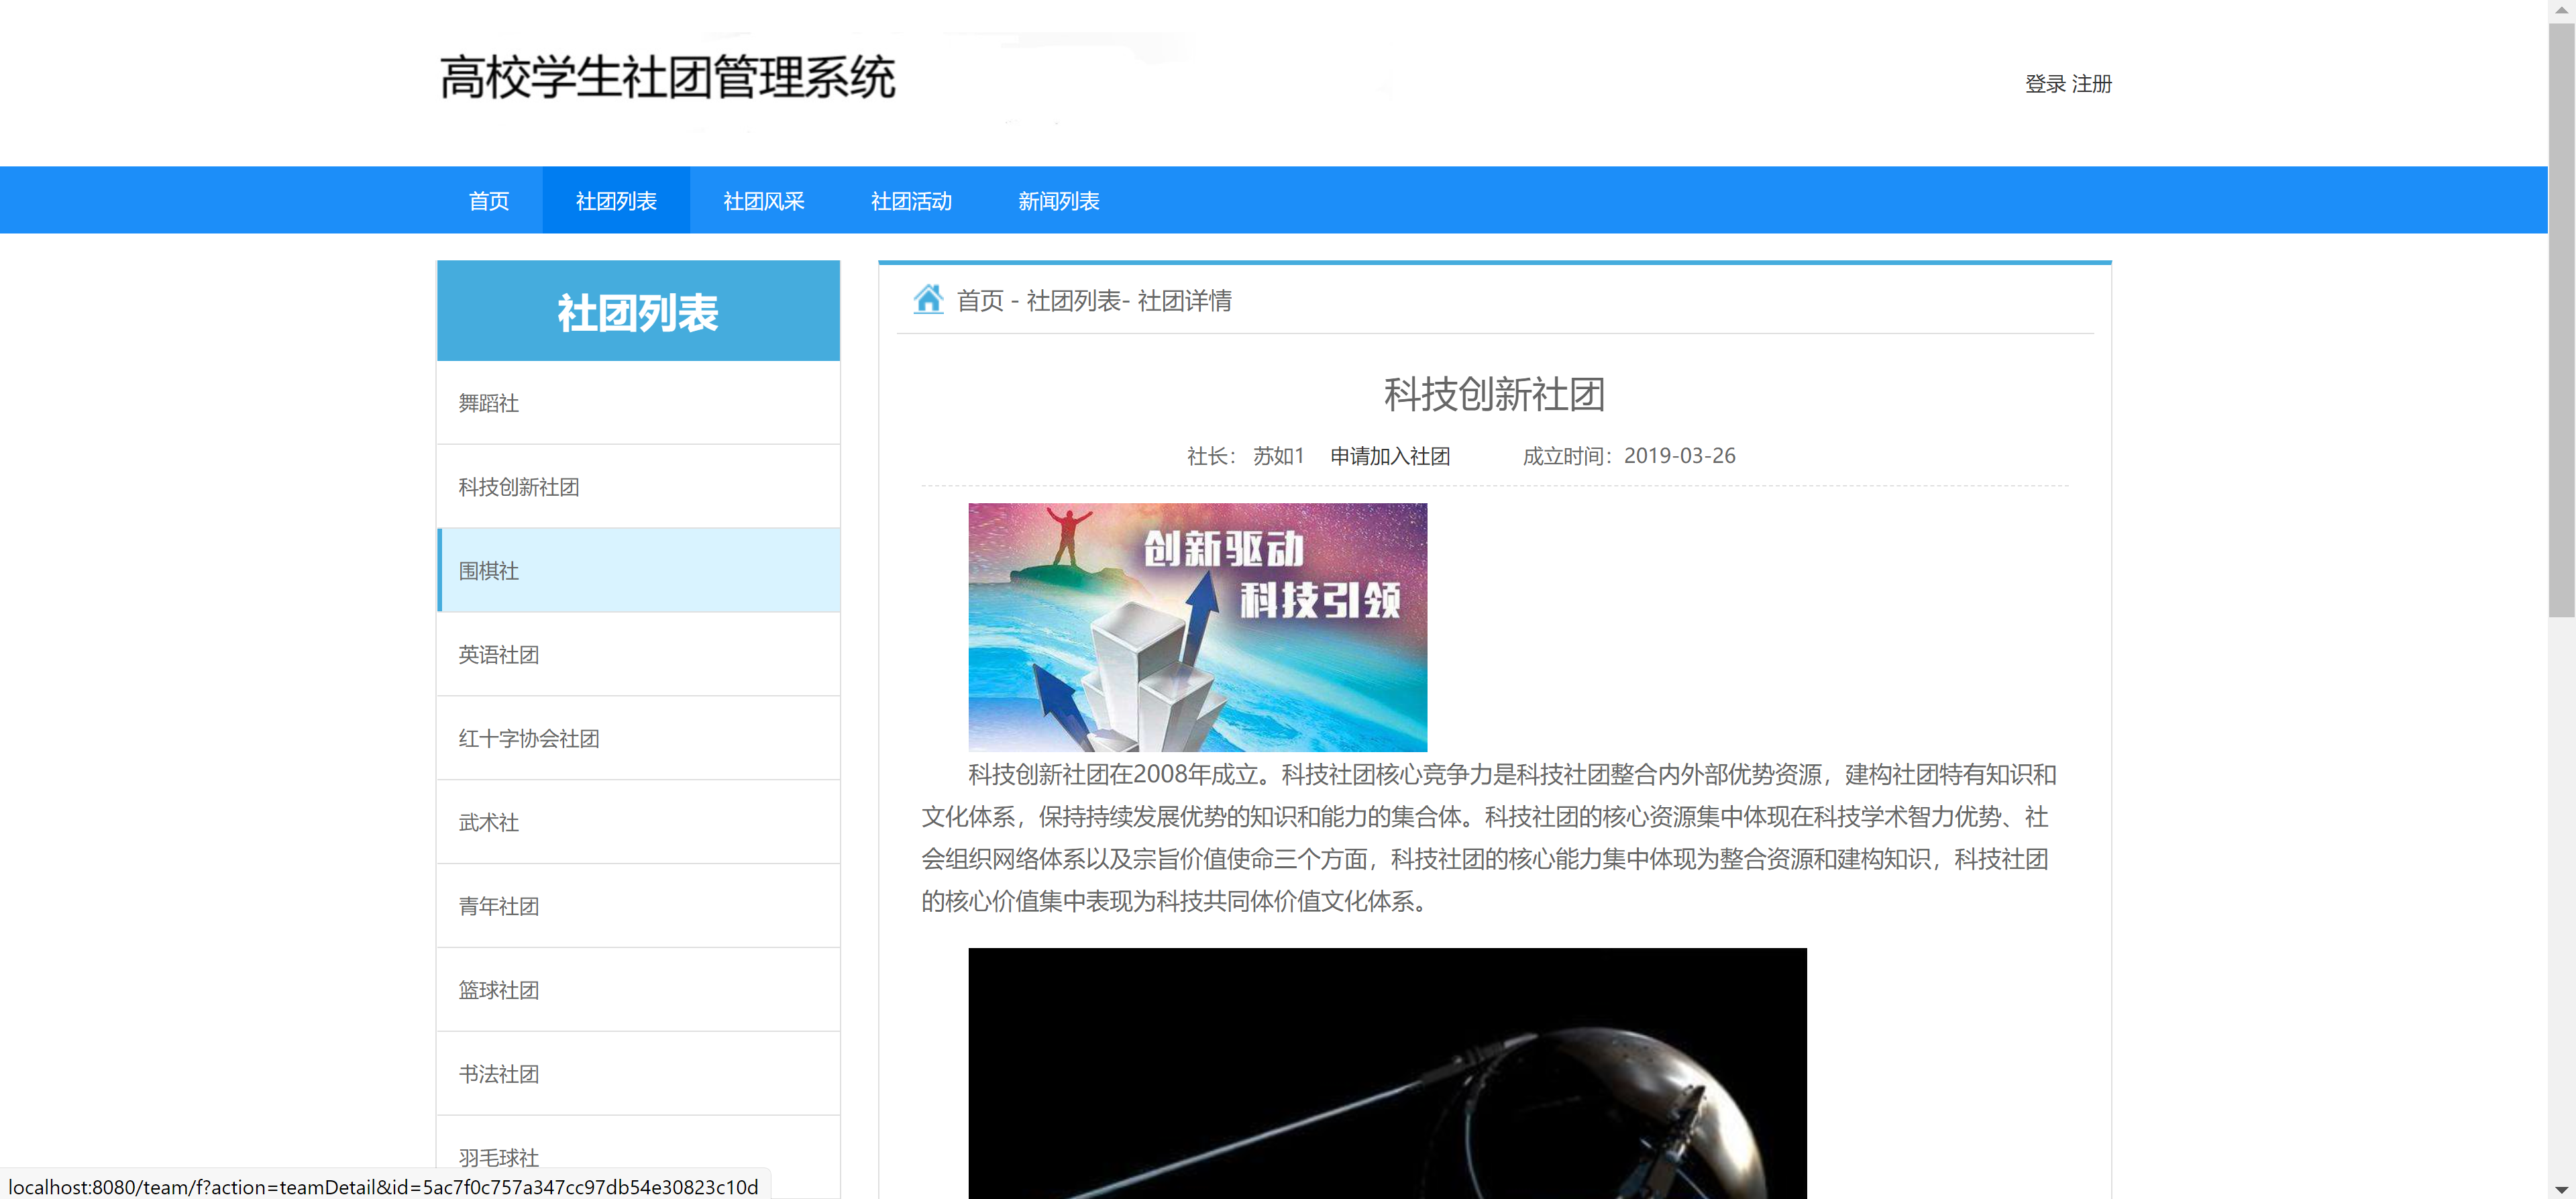 高校学生社团管理系统
登录 注册
首页 社团列表 社团风采 社团活动 新闻列表
社团列表
舞蹈社
科技创新社团
围棋社
英语社团
红十字协会社团
武术社
青年社团
篮球社团
书法社团
羽毛球社
首页 - 社团列表- 社团详情
科技创新社团
社长： 苏如1 申请加入社团 成立时间：2019-03-26
创新驱动
科技引领
科技创新社团在2008年成立。科技社团核心竞争力是科技社团整合内外部优势资源，建构社团特有知识和
文化体系，保持持续发展优势的知识和能力的集合体。科技社团的核心资源集中体现在科技学术智力优势、社
会组织网络体系以及宗旨价值使命三个方面，科技社团的核心能力集中体现为整合资源和建构知识，科技社团
的核心价值集中表现为科技共同体价值文化体系。
localhost:8080/team/f?action=teamDetail&id=5ac7f0c757a347cc97db54e30823c10d